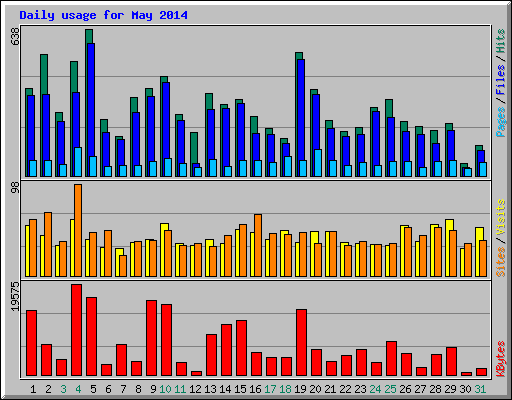 Daily usage for May 2014
638
Pages / Files / Hits
98
Sites / Visits
19575
KBytes
1 2 3 4 5 6 7 8 9 10 11 12 13 14 15 16 17 18 19 20 21 22 23 24 25 26 27 28 29 30 31